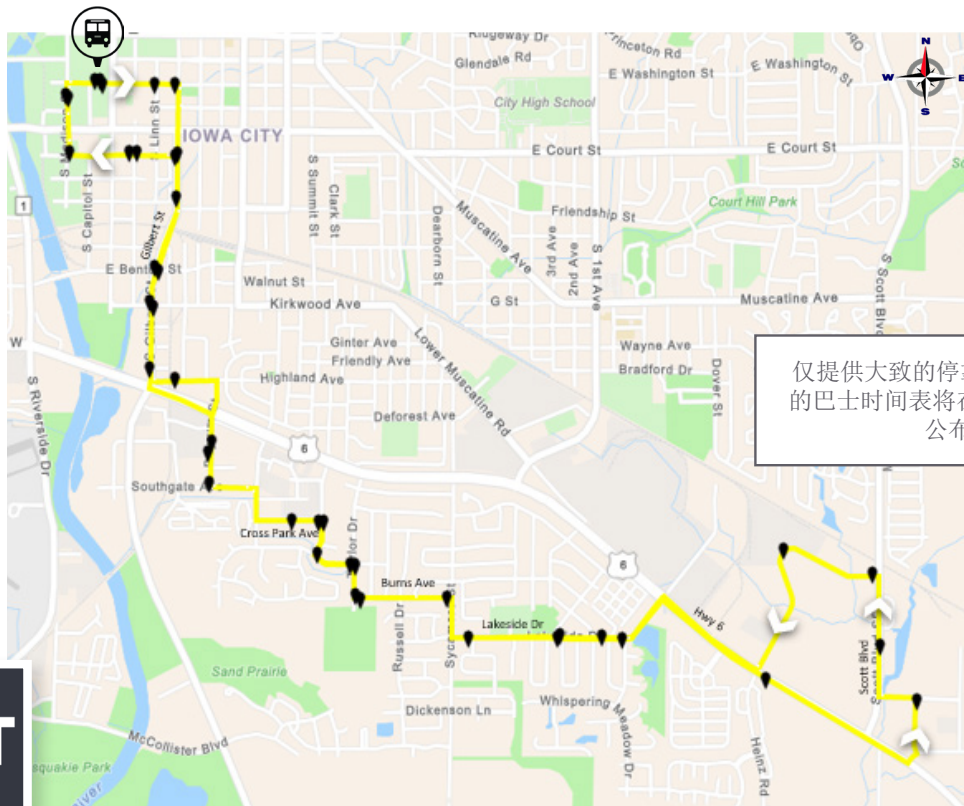 Ridgeway Dr
Glendale Rd
Princeton Rd
E Washington St
E Washington St
N
W
E
S
City High School
S Linn St
IOWA CITY
S Madison
E Court St
E Court St
S Capitol St
S Summit St
Clark St
Dearborn St
Muscatine Ave
Friendship St
Court Hill Park
1
Gilbert St
3rd Ave
2nd Ave
S 1st Ave
S Scott Blvd
Walnut St
Kirkwood Ave
G St
Muscatine Ave
W
Ginter Ave
Friendly Ave
Highland Ave
Lower Muscatine Rd
Wayne Ave
Bradford Dr
Dover St
S Riverside Dr
Deforest Ave
6
仅提供大致的停
的巴士时间表将
公布
Southgate
Cross Park Ave
6
Burns Ave
Russell Dr
Lakeside Dr
Hwy 6
Scott Blvd
Sand Prairie
Dickenson Ln
Whispering Meadow Dr
Heinz Rd
McCollister Blvd
T